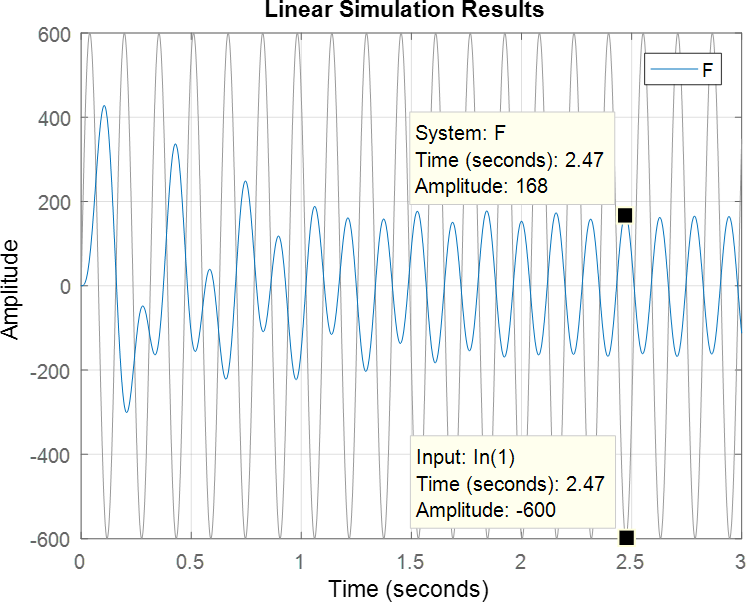 Linear Simulation Results
F
System: F
Time (seconds): 2.47
Amplitude: 168
Input: In(1)
Time (seconds): 2.47
Amplitude: -600
Amplitude
600
400
200
0
-200
-400
-600
0
0.5
1
1.5
2
2.5
3
Time (seconds)